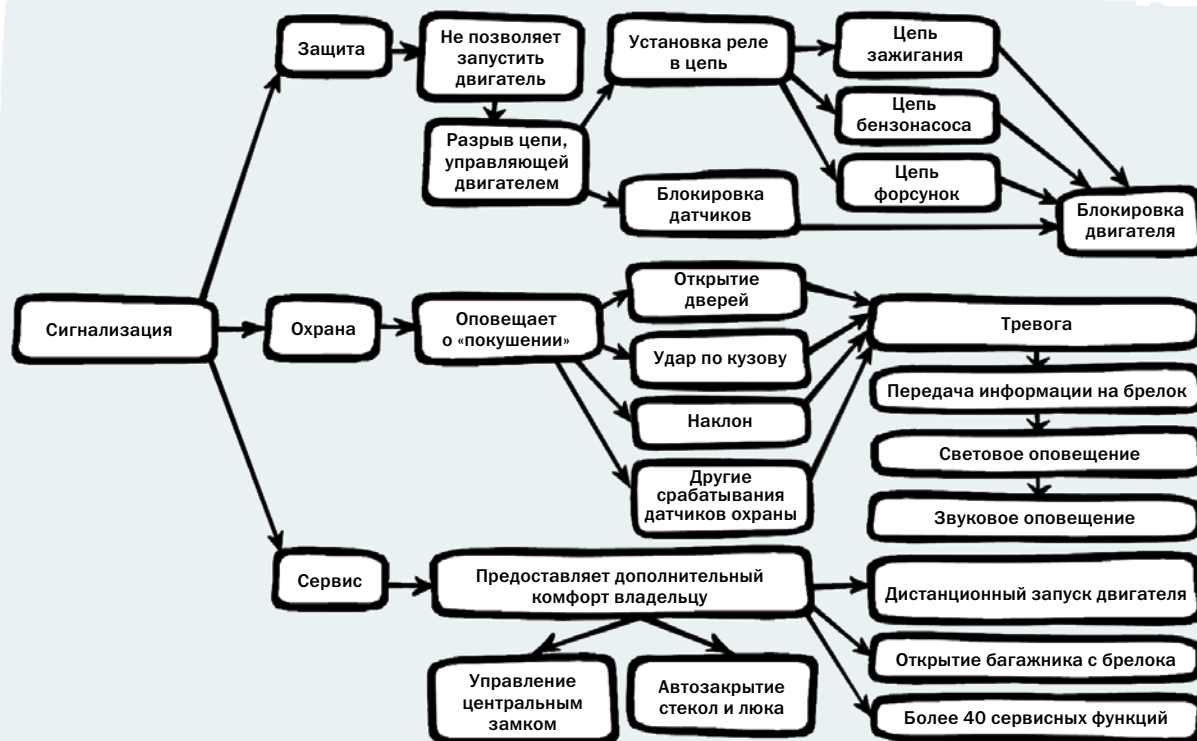 Защита
Не позволяет
запустить
двигатель
Установка реле
в цепь
Цепь
зажигания
Цепь
бензонасоса
Разрыв цепи,
управляющей
двигателем
Цепь
форсунок
Блокировка
датчиков
Блокировка
двигателя
Сигнализация
Охрана
Оповещает
о «покушении»
Открытие
дверей
Удар по кузову
Наклон
Другие
срабатывания
датчиков охраны
Тревога
Передача информации на брелок
Световое оповещение
Звуковое оповещение
Сервис
Предоставляет дополнительный
комфорт владельцу
Дистанционный запуск двигателя
Открытие багажника с брелока
Более 40 сервисных функций
Управление
центральным
замком
Автозакрытие
стекол и люка